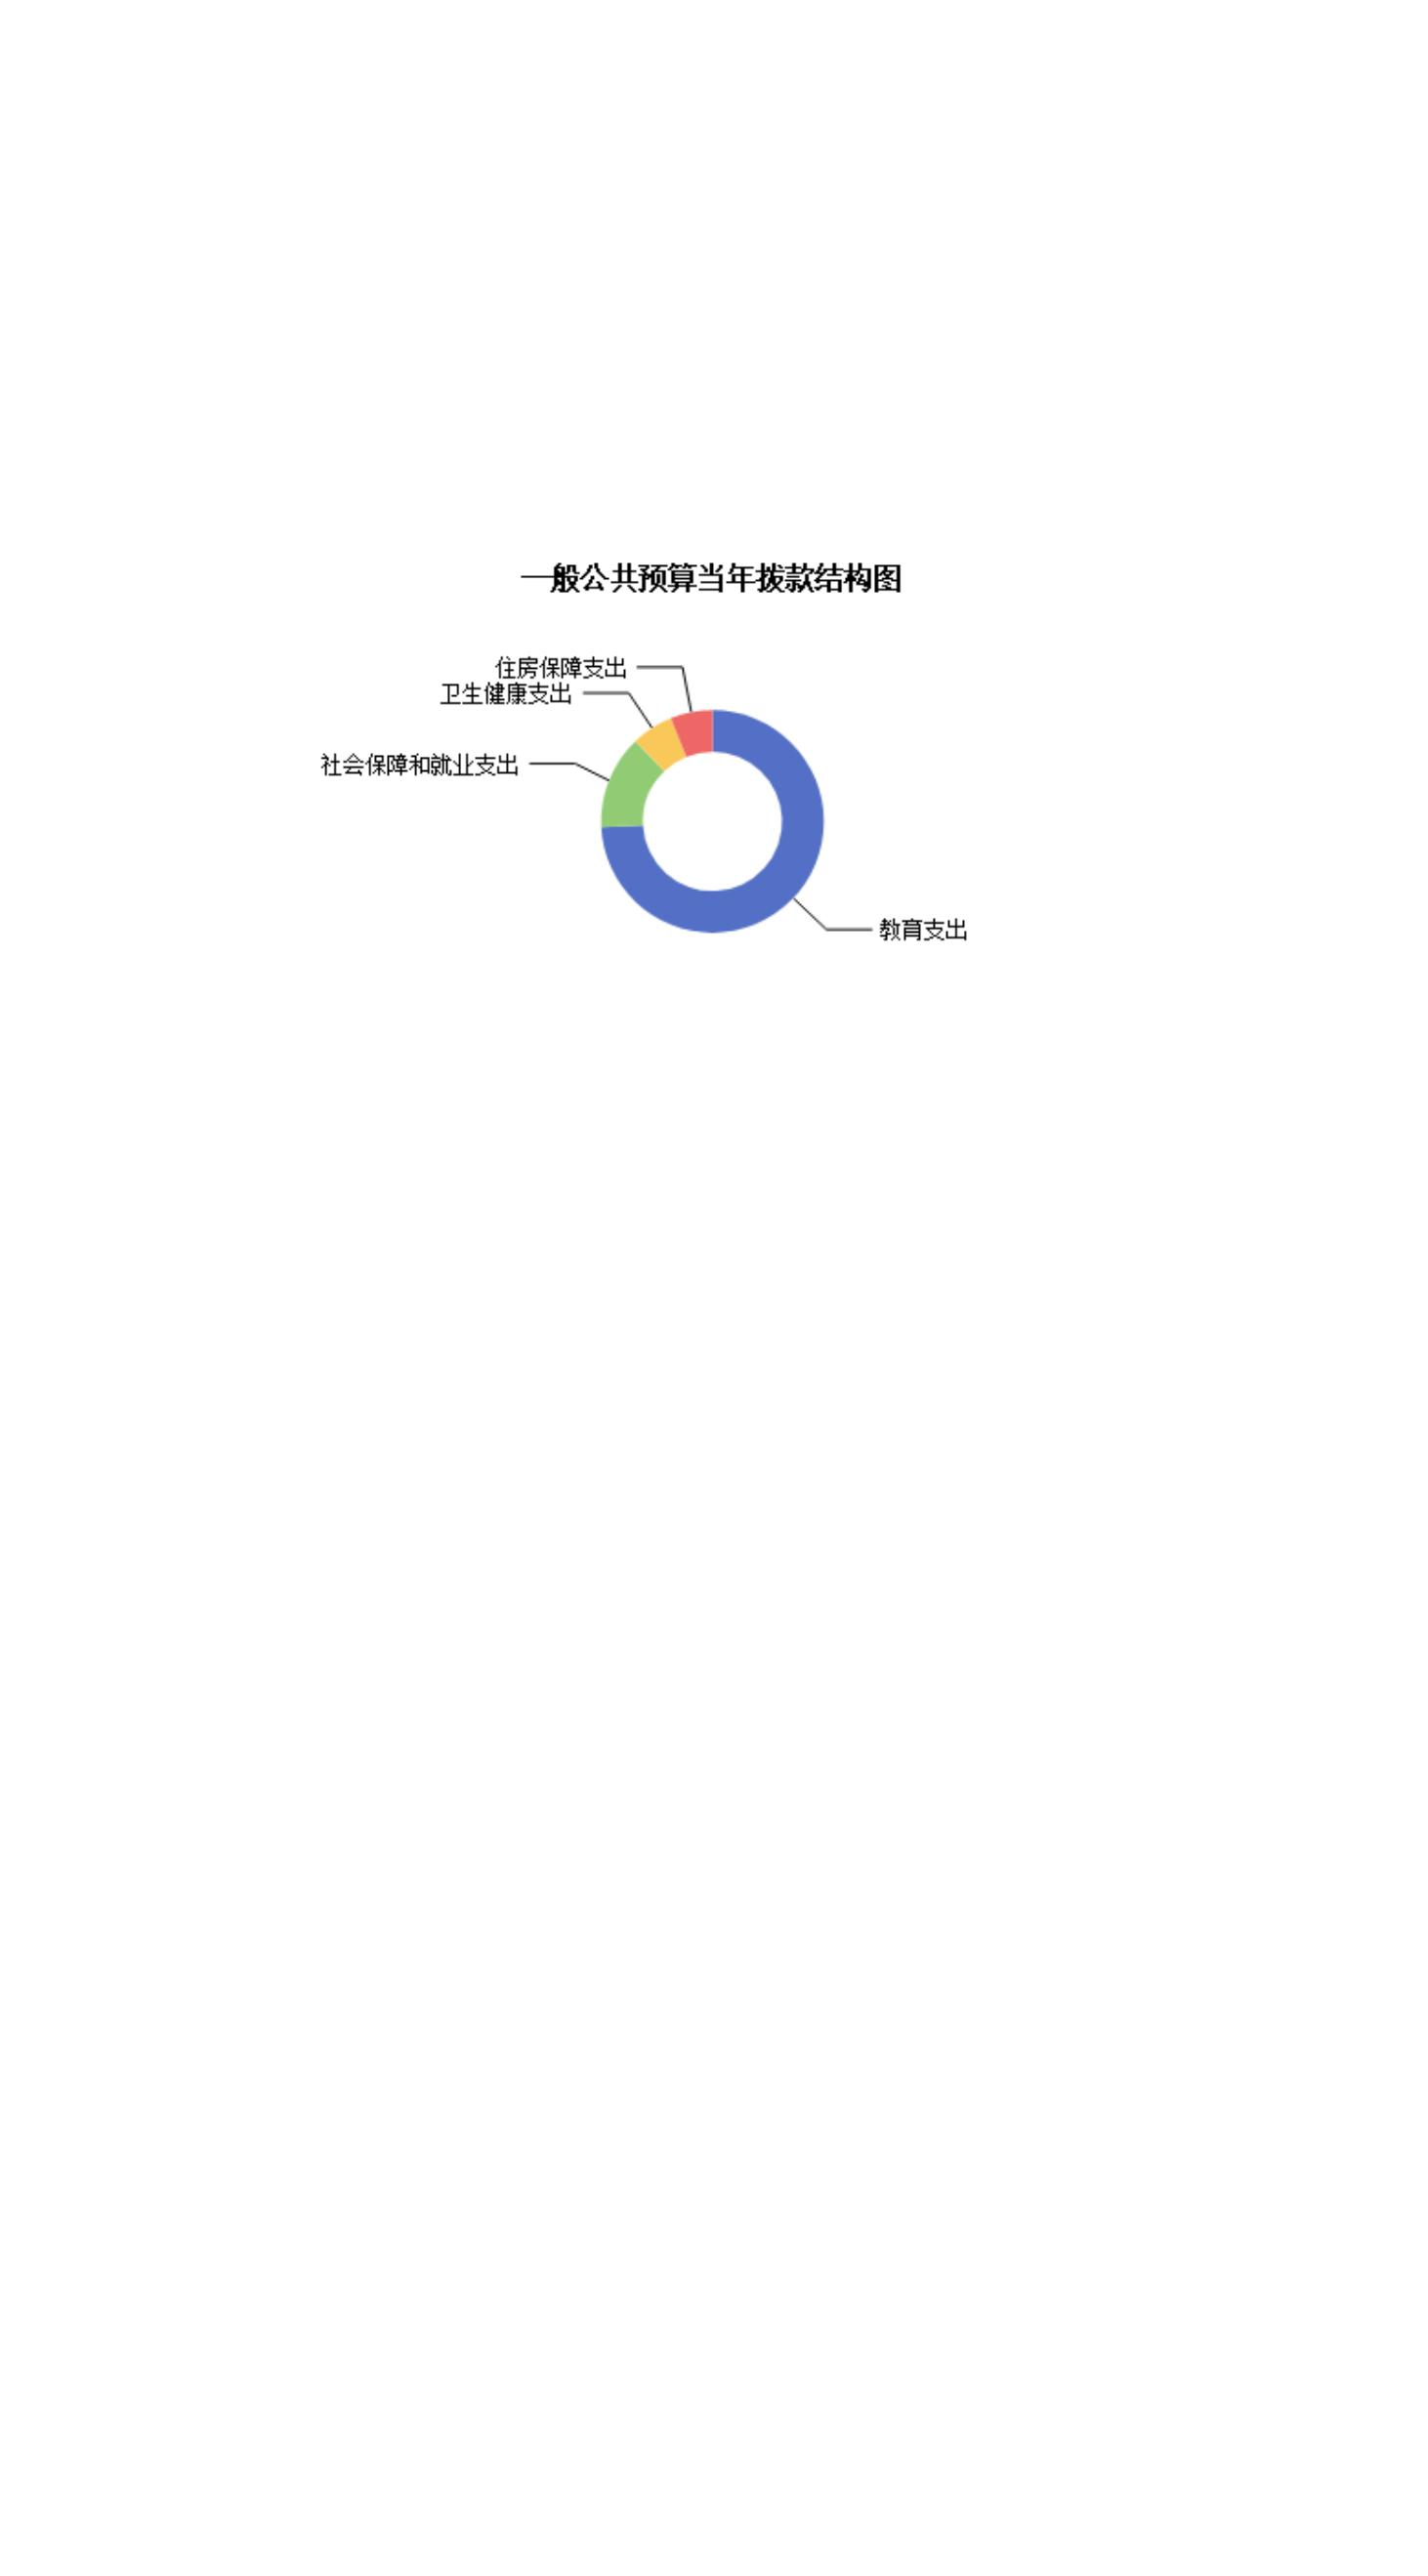 一般公共预算当年拨款结构图
住房保障支出
卫生健康支出
社会保障和就业支出
教育支出